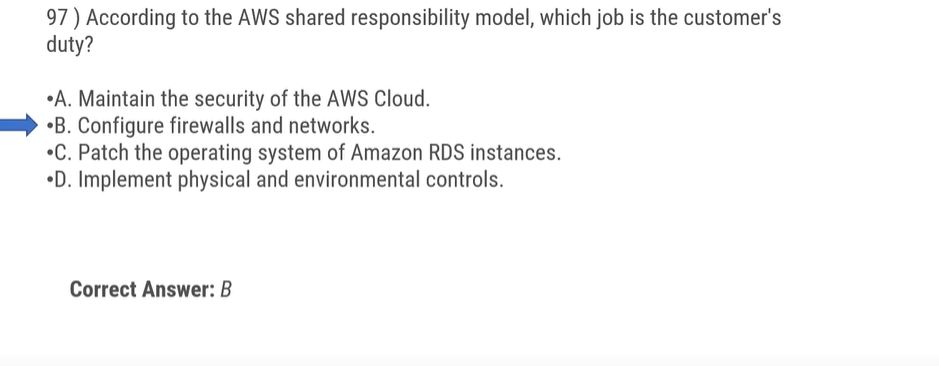 97 ) According to the AWS shared responsibility model, which job is the customer's
duty?
•A. Maintain the security of the AWS Cloud.
•B. Configure firewalls and networks.
•C. Patch the operating system of Amazon RDS instances.
•D. Implement physical and environmental controls.
Correct Answer: B